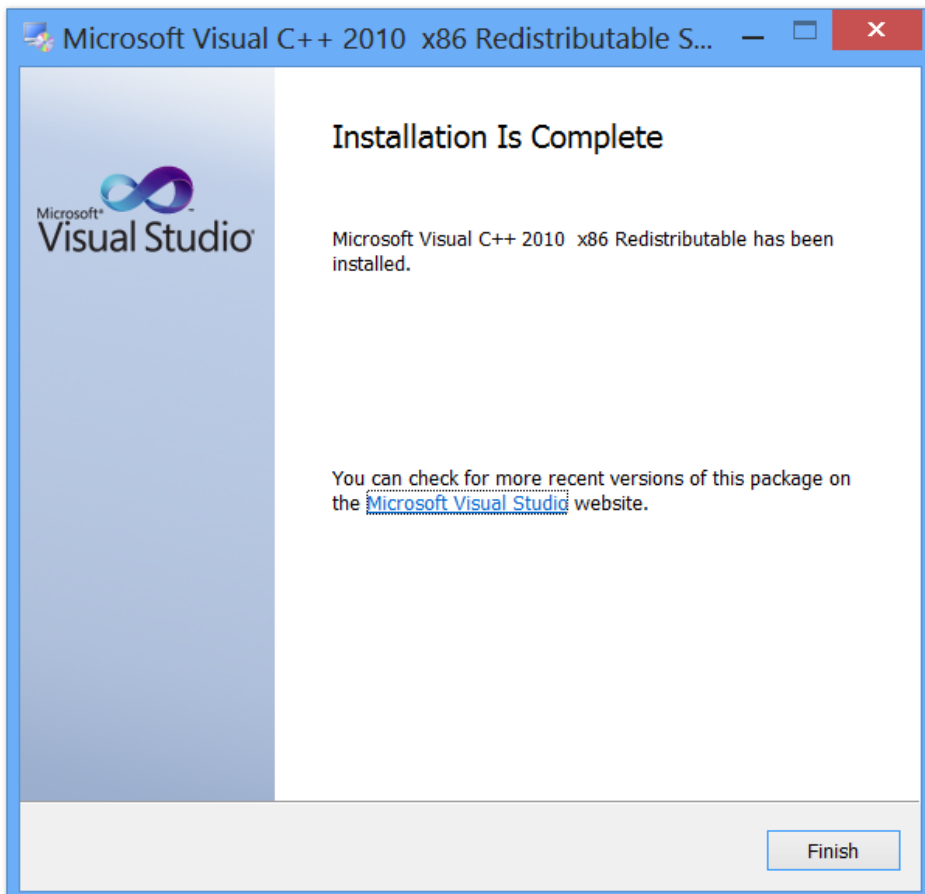 Microsoft Visual C++ 2010  x86 Redistributable S...
Installation Is Complete
Microsoft®
Visual Studio®
Microsoft Visual C++ 2010  x86 Redistributable has been
installed.
You can check for more recent versions of this package on
the Microsoft Visual Studio website.
Finish